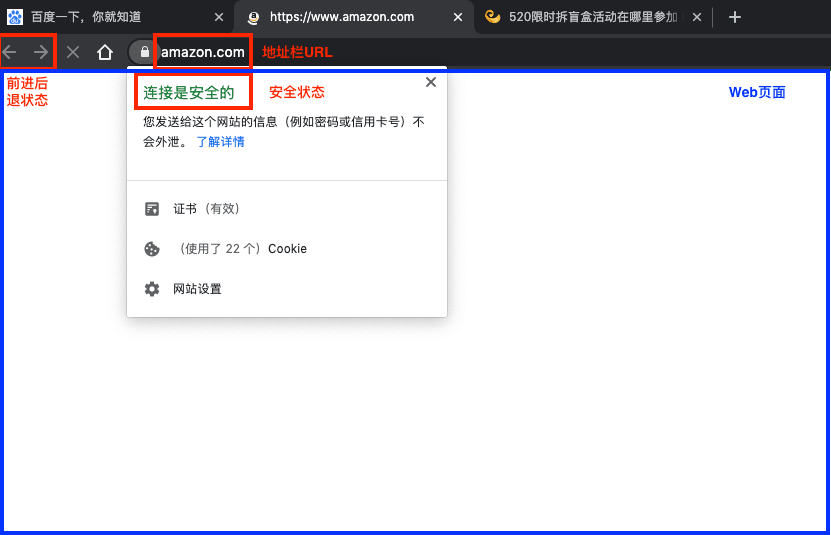 百度一下，你就知道
https://www.amazon.com
520限时拆盲盒活动在哪里参加
amazon.com
地址栏URL
前进后
退状态
连接是安全的
安全状态
Web页面
您发送给这个网站的信息（例如密码或信用卡号）不
会外泄。 了解详情
证书（有效）
（使用了 22 个）Cookie
网站设置